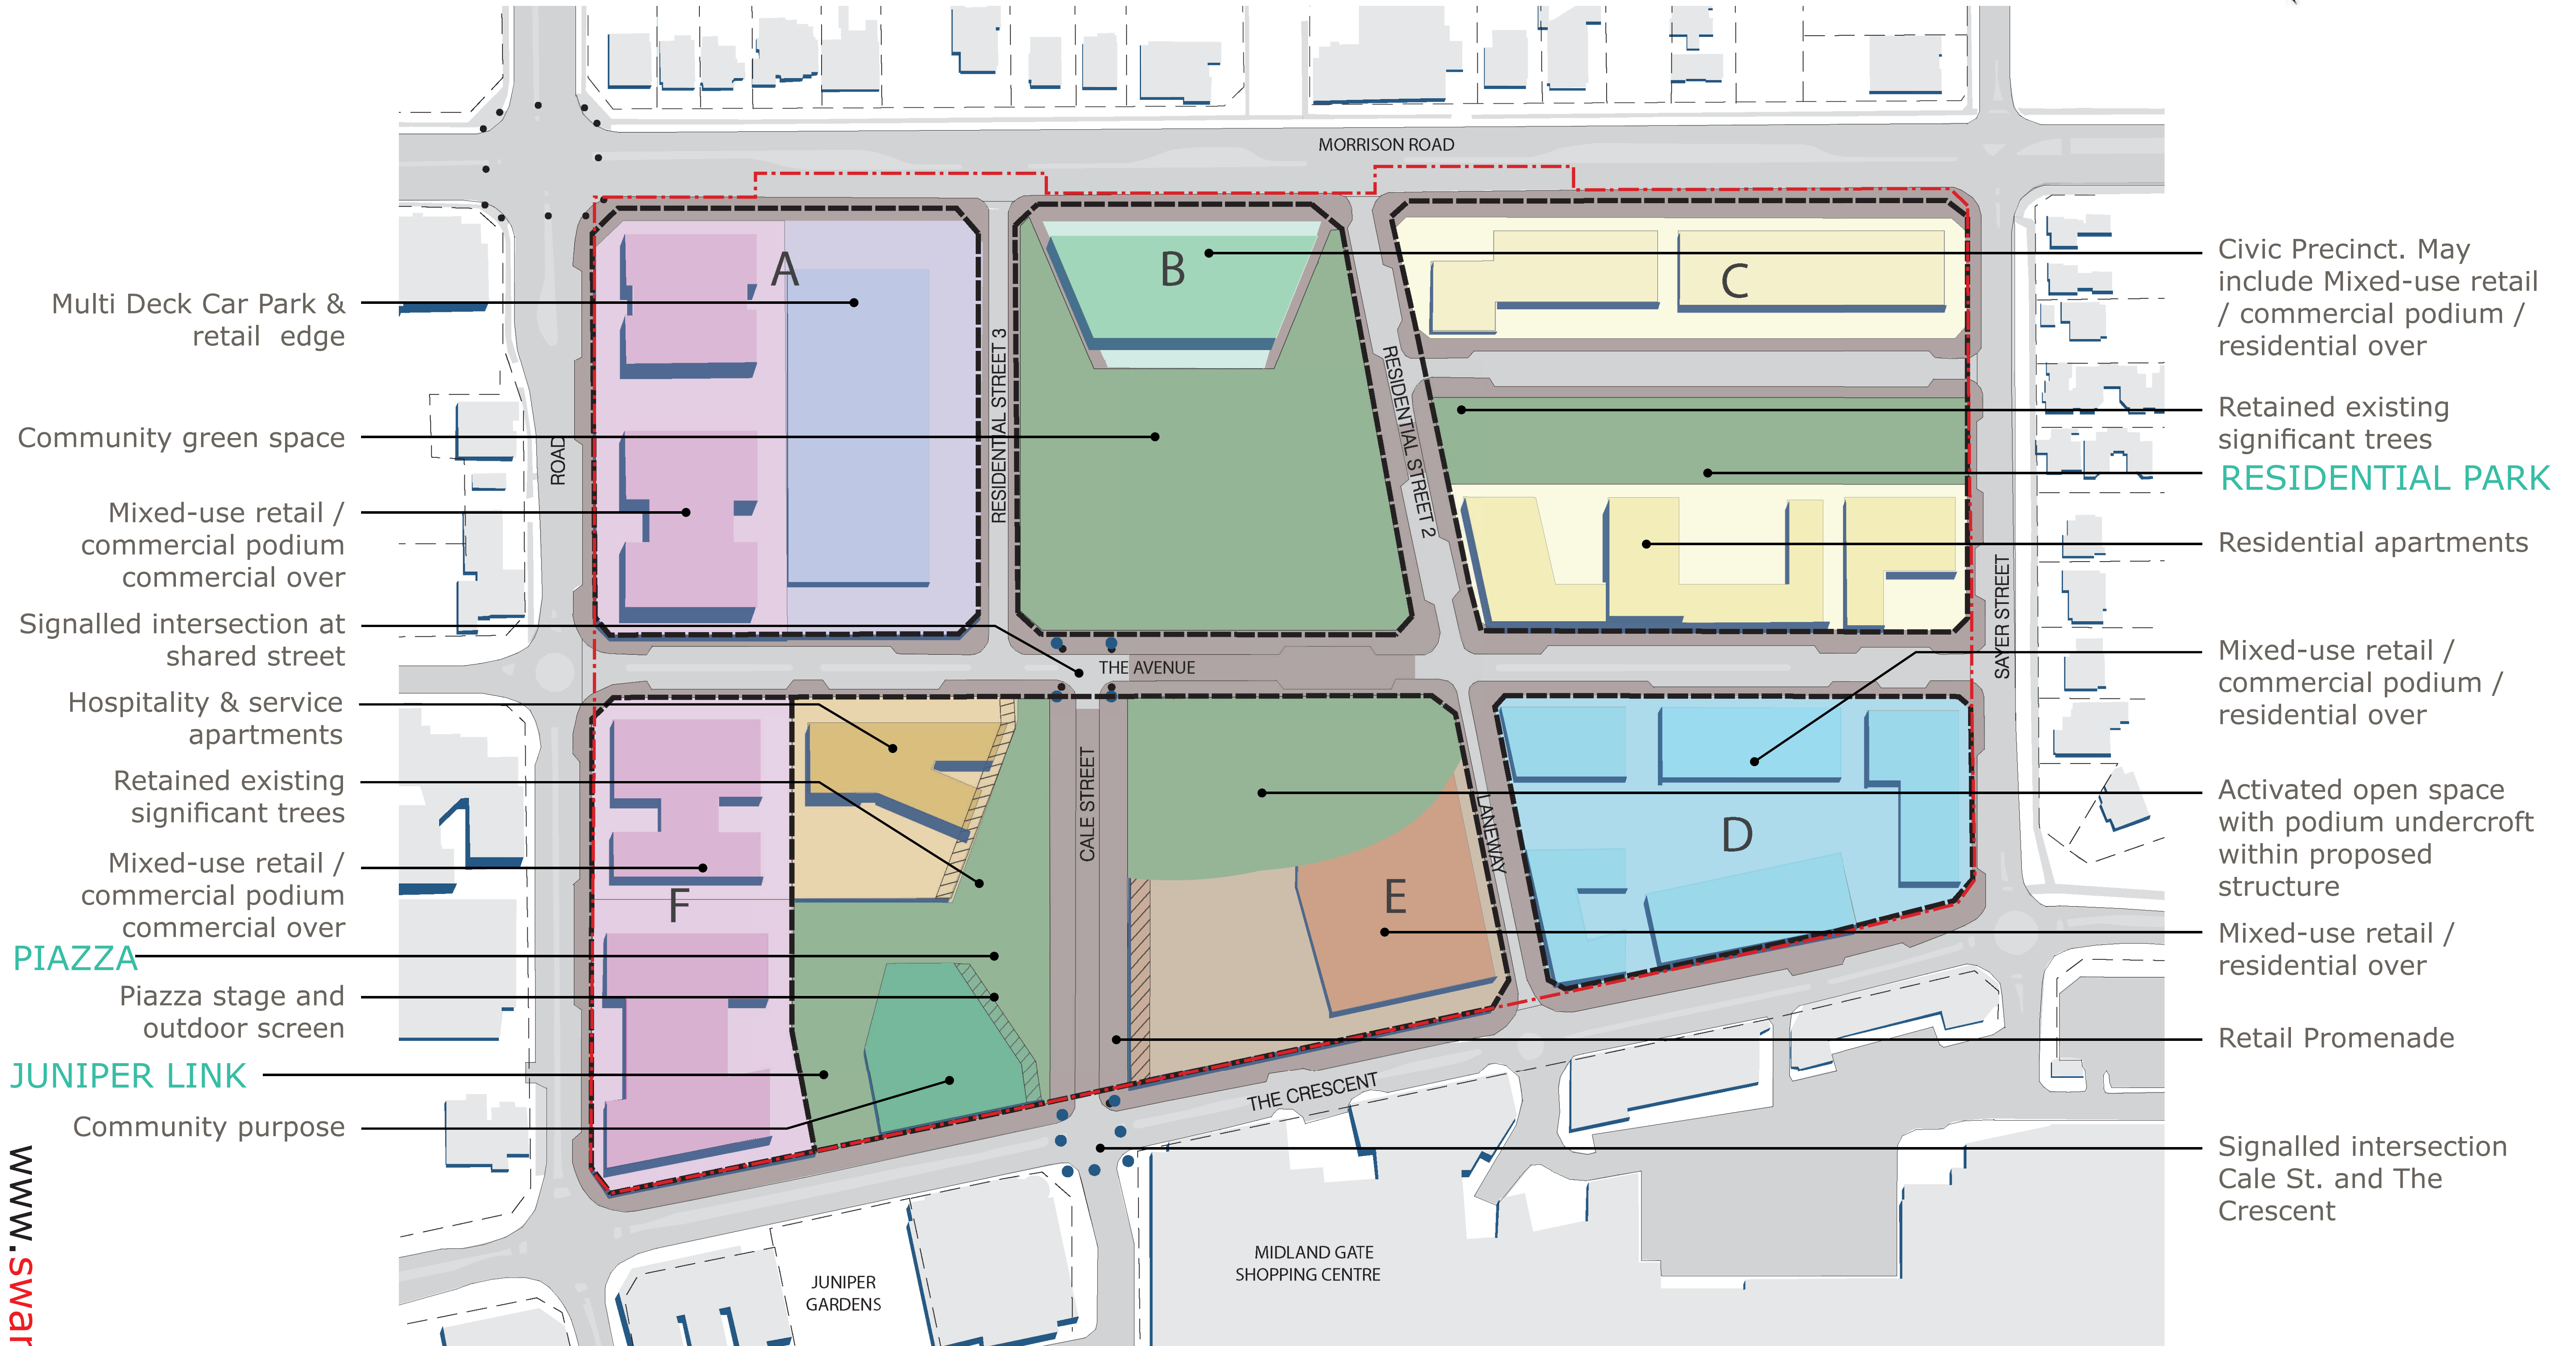 MORRISON ROAD
Multi Deck Car Park &
retail edge
Community green space
Mixed-use retail /
commercial podium
commercial over
Signalled intersection at
shared street
Hospitality & service
apartments
Retained existing
significant trees
Mixed-use retail /
commercial podium
commercial over
PIAZZA
Piazza stage and
outdoor screen
JUNIPER LINK
Community purpose
www.swan
A
B
C
D
E
F
ROAD
RESIDENTIAL STREET 3
RESIDENTIAL STREET 2
SAYER STREET
THE AVENUE
CALE STREET
LANEWAY
THE CRESCENT
JUNIPER
GARDENS
MIDLAND GATE
SHOPPING CENTRE
Civic Precinct. May
include Mixed-use retail
/ commercial podium /
residential over
Retained existing
significant trees
RESIDENTIAL PARK
Residential apartments
Mixed-use retail /
commercial podium /
residential over
Activated open space
with podium undercroft
within proposed
structure
Mixed-use retail /
residential over
Retail Promenade
Signalled intersection
Cale St. and The
Crescent